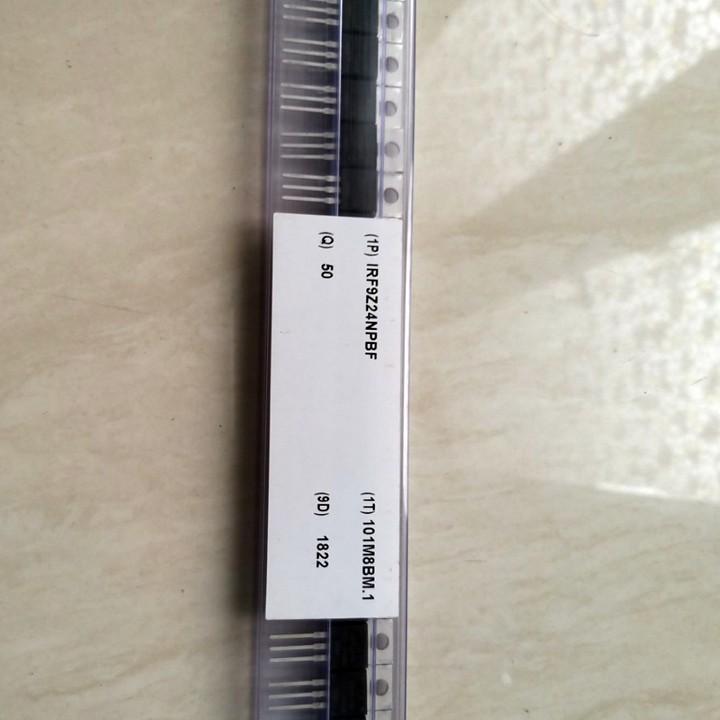 (1P) IRF9Z24NPBF
(1T) 101M8BM.1
(Q) 50
(9D) 1822